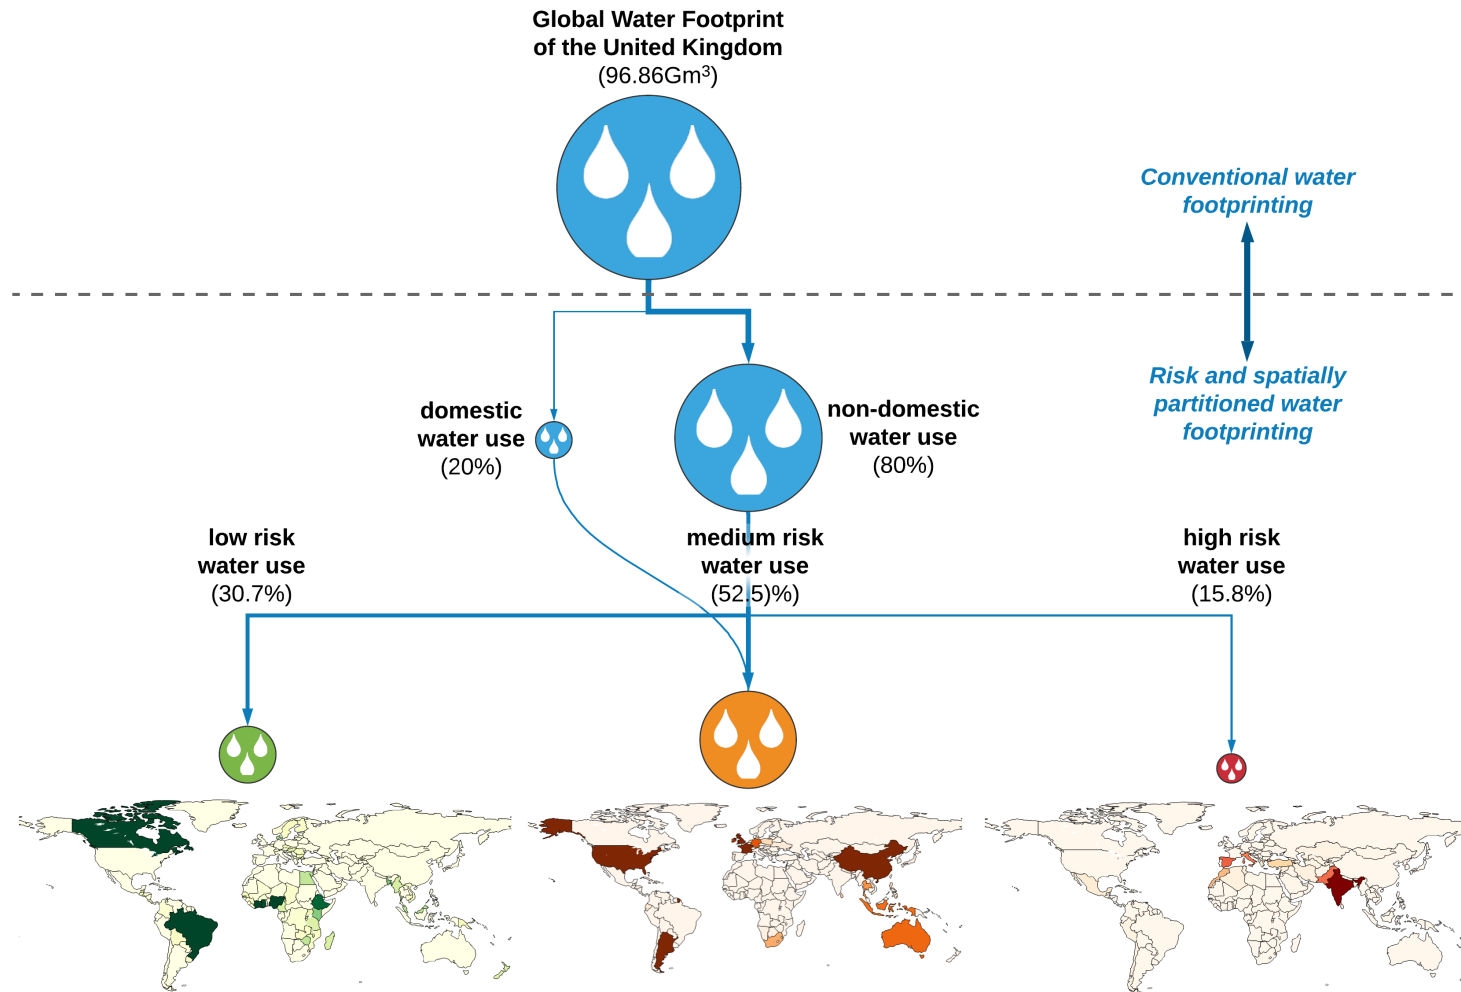 Global Water Footprint
of the United Kingdom
(96.86Gm³)
Conventional water
footprinting
Risk and spatially
partitioned water
footprinting
domestic
water use
(20%)
non-domestic
water use
(80%)
low risk
water use
(30.7%)
medium risk
water use
(52.5)%)
high risk
water use
(15.8%)